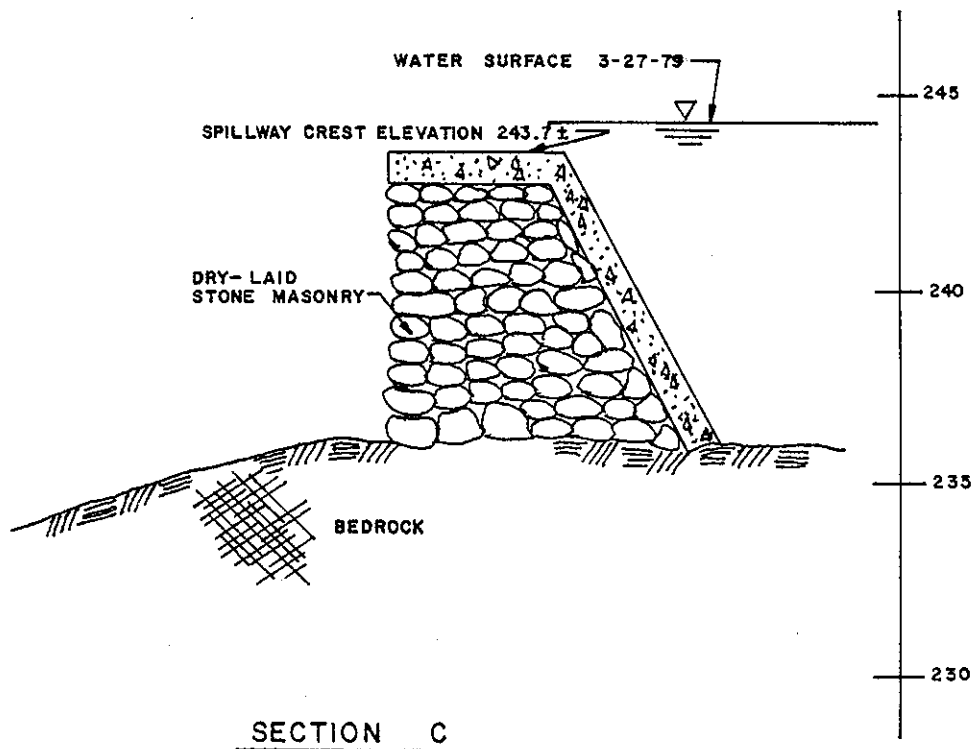 WATER SURFACE 3-27-79
245
SPILLWAY CREST ELEVATION 243.7 ±
DRY-LAID
STONE MASONRY
240
235
BEDROCK
230
SECTION C